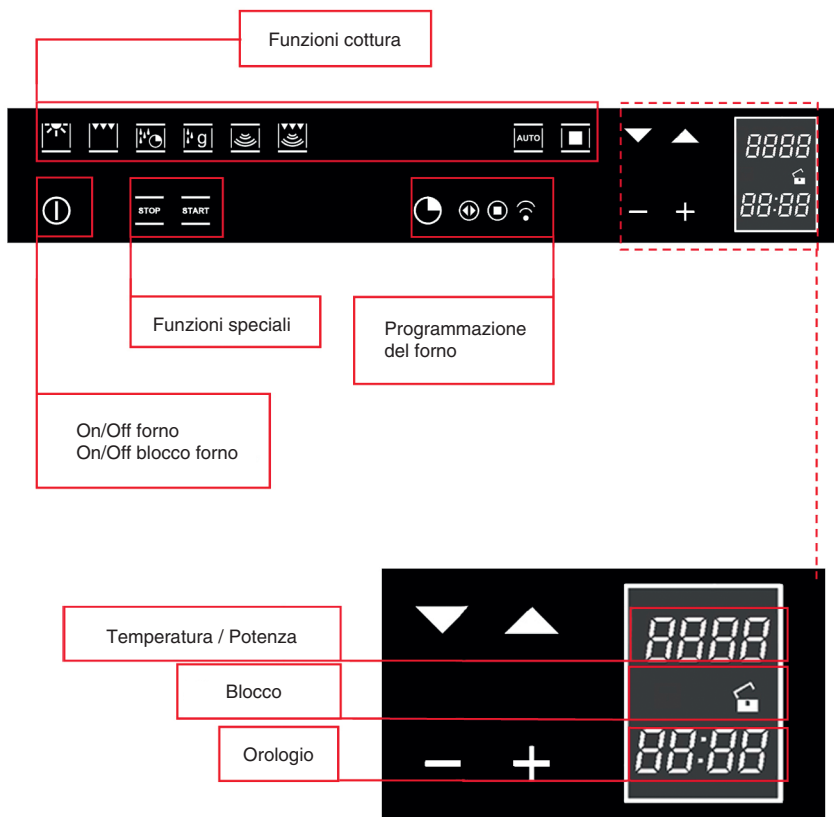 Funzioni cottura
g
AUTO
8888
88:88
STOP
START
Funzioni speciali
Programmazione
del forno
On/Off forno
On/Off blocco forno
Temperatura / Potenza
8888
Blocco
Orologio
88:88